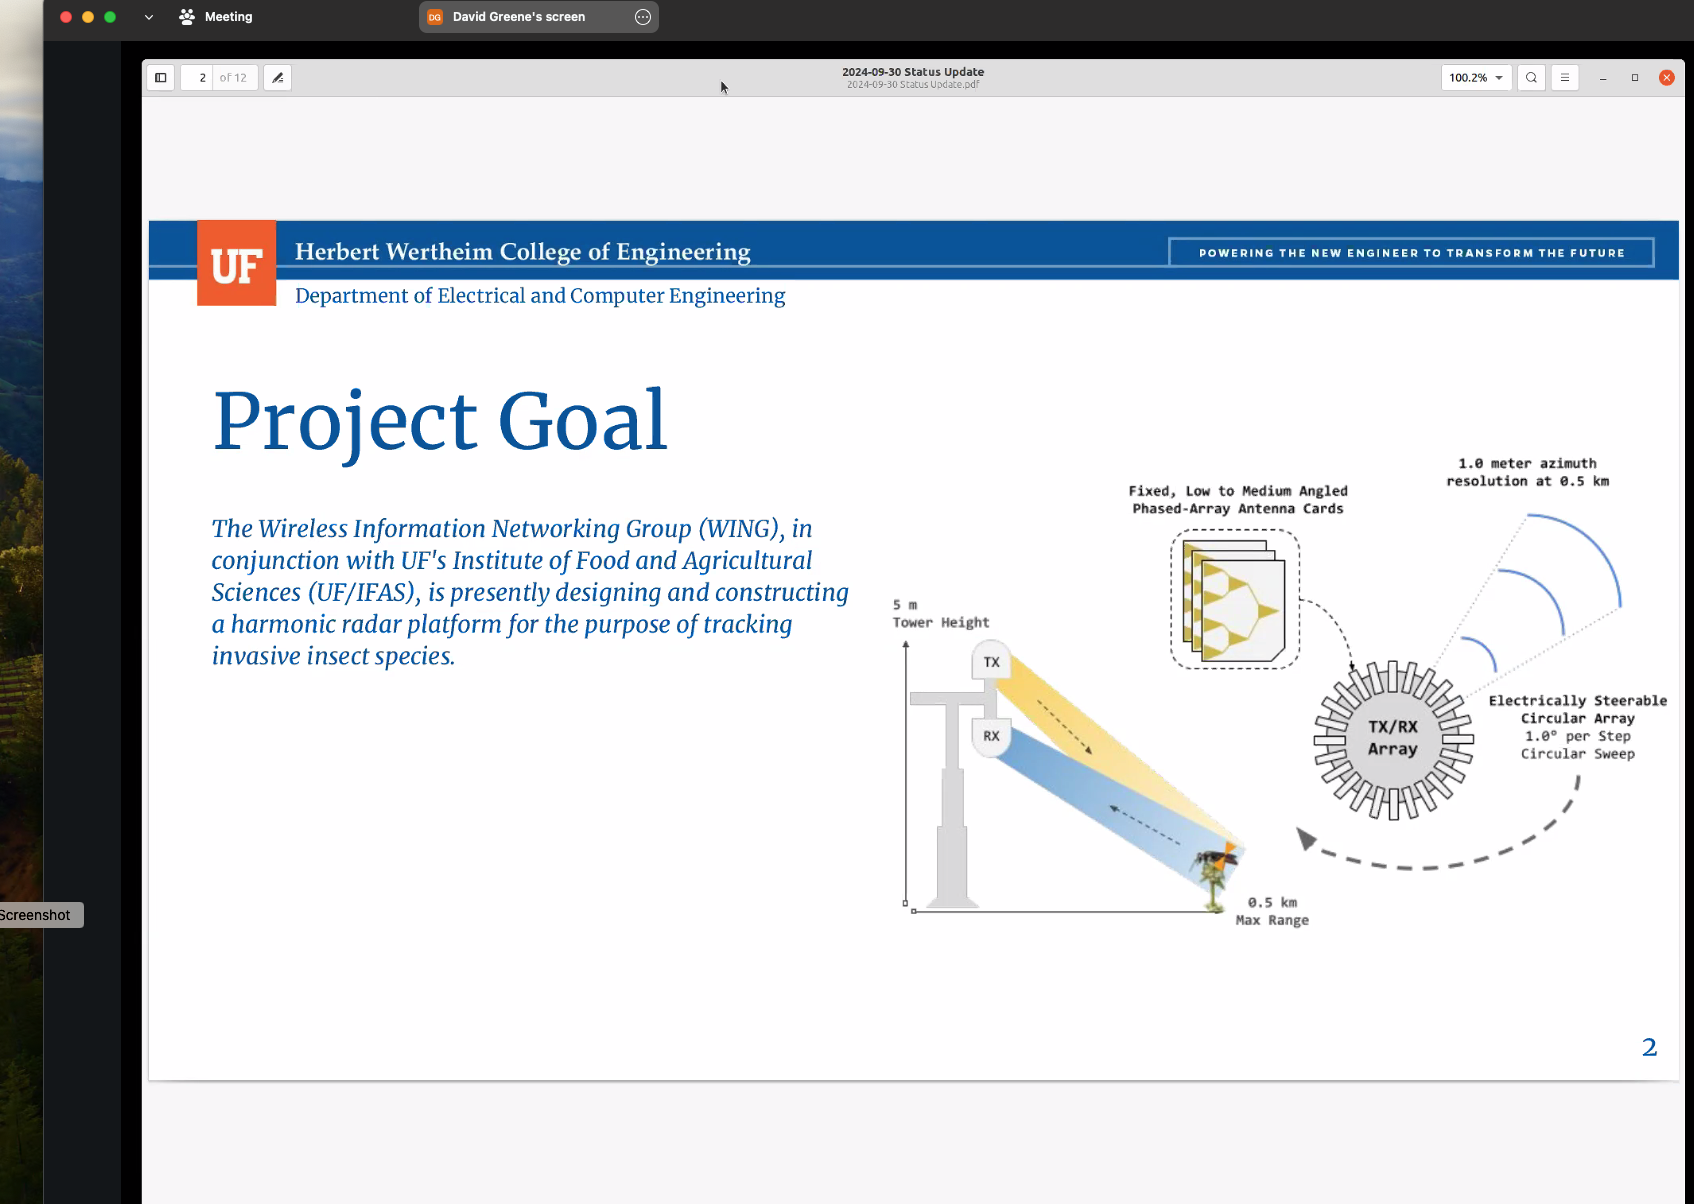 Meeting
DG David Greene's screen
2 of 12
2024-09-30 Status Update
2024-09-30 Status Update.pdf
100.2%
UF
Herbert Wertheim College of Engineering
POWERING THE NEW ENGINEER TO TRANSFORM THE FUTURE
Department of Electrical and Computer Engineering
Project Goal
The Wireless Information Networking Group (WING), in
conjunction with UF's Institute of Food and Agricultural
Sciences (UF/IFAS), is presently designing and constructing
a harmonic radar platform for the purpose of tracking
invasive insect species.
5 m
Tower Height
TX
RX
0.5 km
Max Range
Fixed, Low to Medium Angled
Phased-Array Antenna Cards
1.0 meter azimuth
resolution at 0.5 km
TX/RX
Array
Electrically Steerable
Circular Array
1.0° per Step
Circular Sweep
Screenshot
2